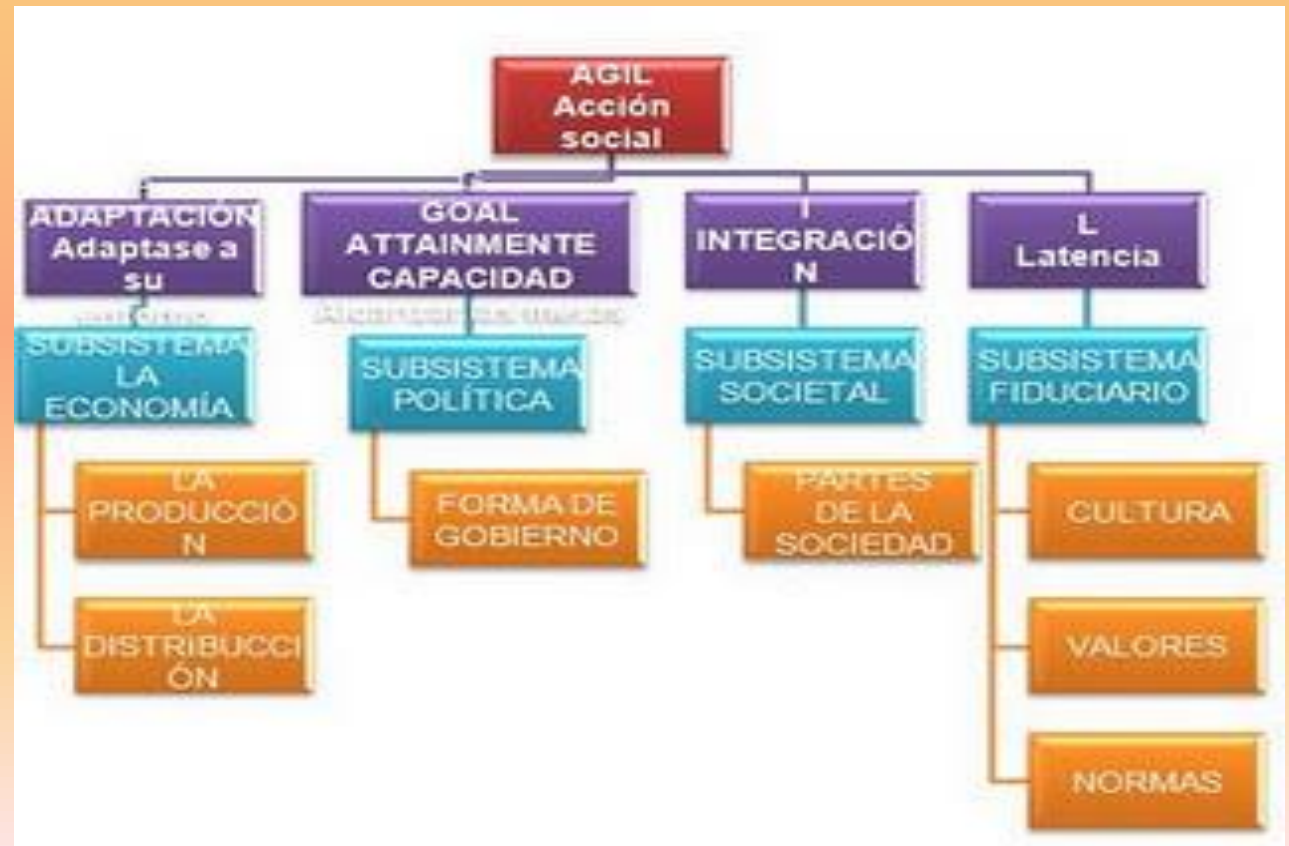 AGIL
Acción
social
ADAPTACIÓN
Adaptase a
su
GOAL
ATTAINMENTE
CAPACIDAD
I
INTEGRACIÓ
N
L
Latencia
SUBSISTEMA
LA
ECONOMÍA
SUBSISTEMA
POLÍTICA
SUBSISTEMA
SOCIETAL
SUBSISTEMA
FIDUCIARIO
LA
PRODUCCIÓ
N
LA
DISTRIBUCCI
ÓN
FORMA DE
GOBIERNO
PARTES
DE LA
SOCIEDAD
CULTURA
VALORES
NORMAS